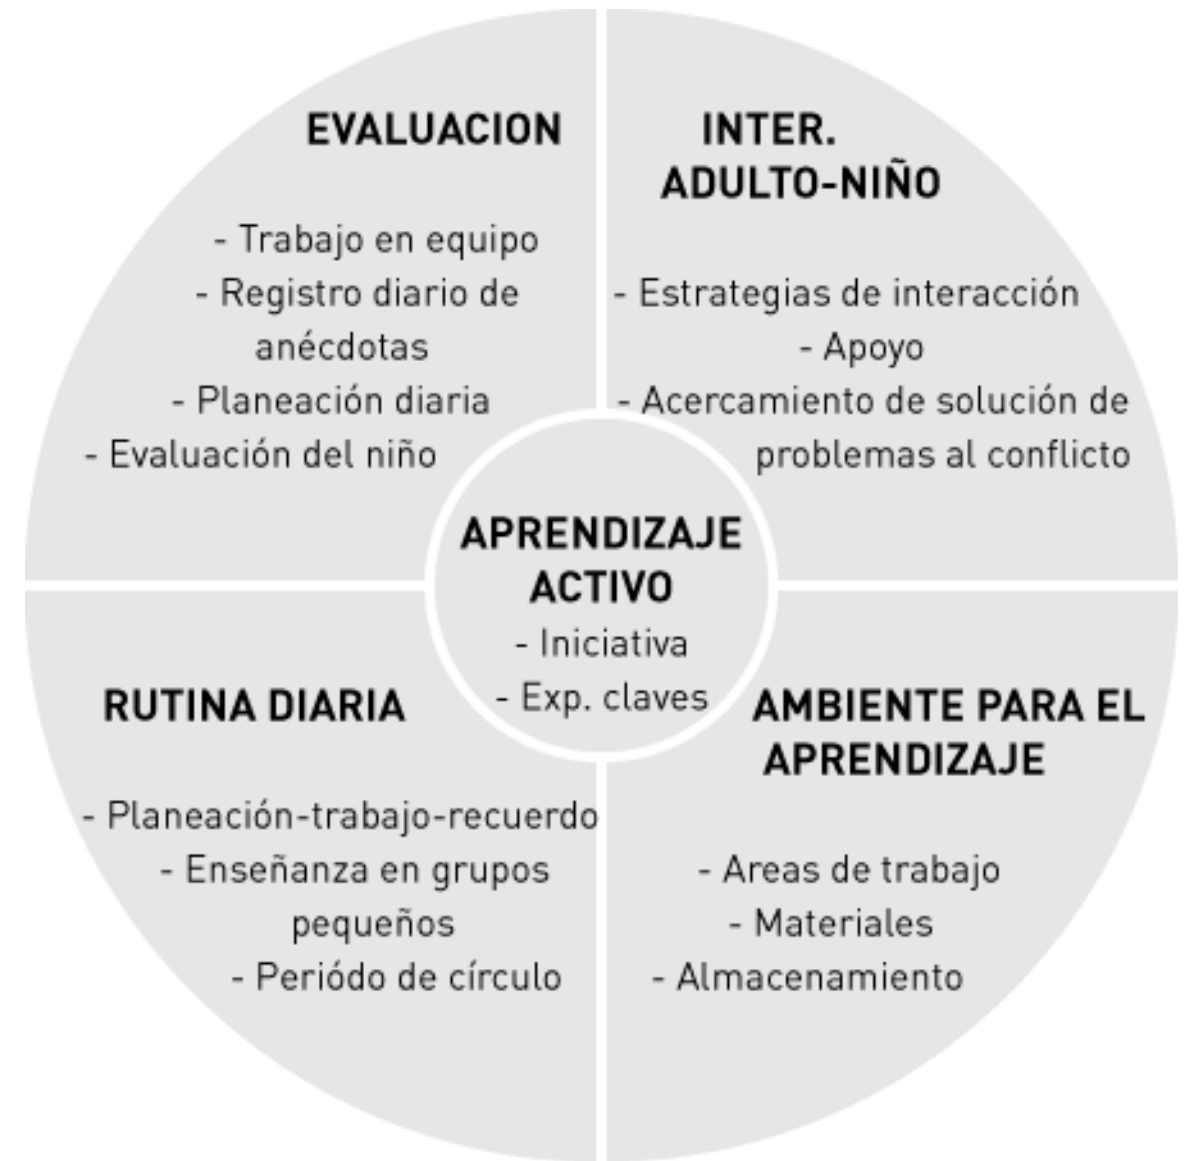 EVALUACION
- Trabajo en equipo
- Registro diario de
anécdotas
- Planeación diaria
- Evaluación del niño
INTER.
ADULTO-NIÑO
- Estrategias de interacción
- Apoyo
- Acercamiento de solución de
problemas al conflicto
APRENDIZAJE
ACTIVO
- Iniciativa
- Exp. claves
RUTINA DIARIA
- Planeación-trabajo-recuerdo
- Enseñanza en grupos
pequeños
- Periódo de círculo
AMBIENTE PARA EL
APRENDIZAJE
- Areas de trabajo
- Materiales
- Almacenamiento